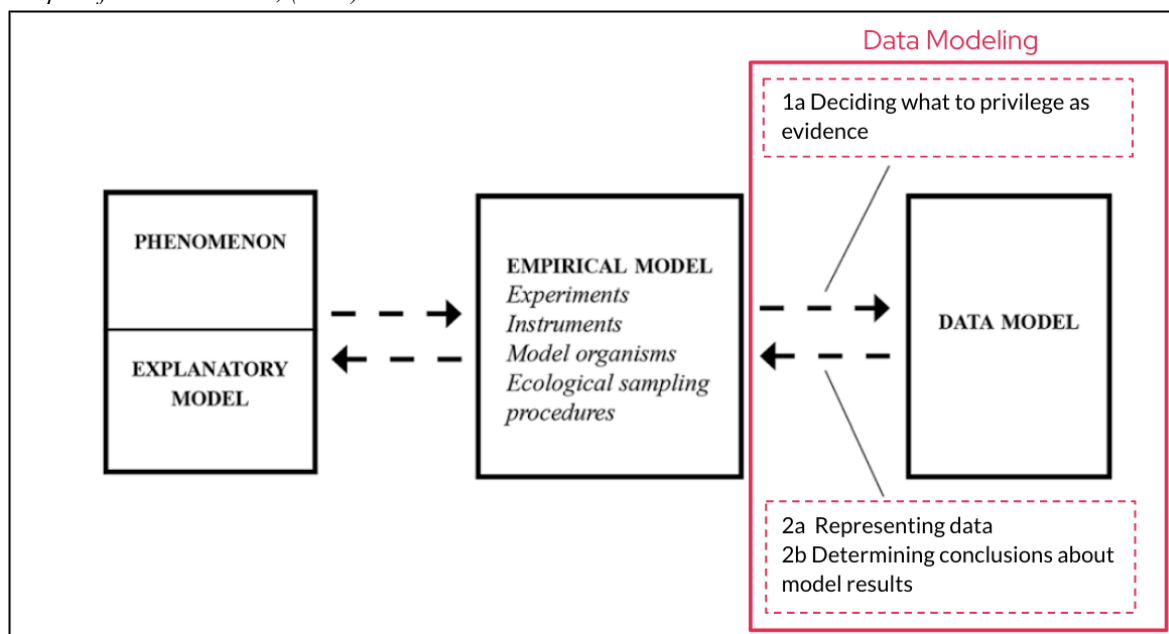 Data Modeling
1a Deciding what to privilege as
evidence
PHENOMENON
EXPLANATORY
MODEL
EMPIRICAL MODEL
Experiments
Instruments
Model organisms
Ecological sampling
procedures
DATA MODEL
2a Representing data
2b Determining conclusions about
model results